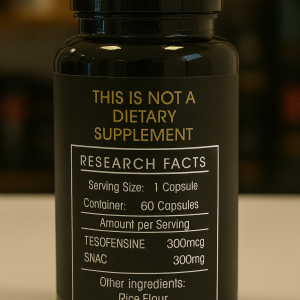 THIS IS NOT A
DIETARY
SUPPLEMENT
RESEARCH FACTS
Serving Size: 1 Capsule
Container: 60 Capsules
Amount per Serving
TESOFENSINE 300mcg
SNAC 300mg
Other ingredients:
Rice Flour